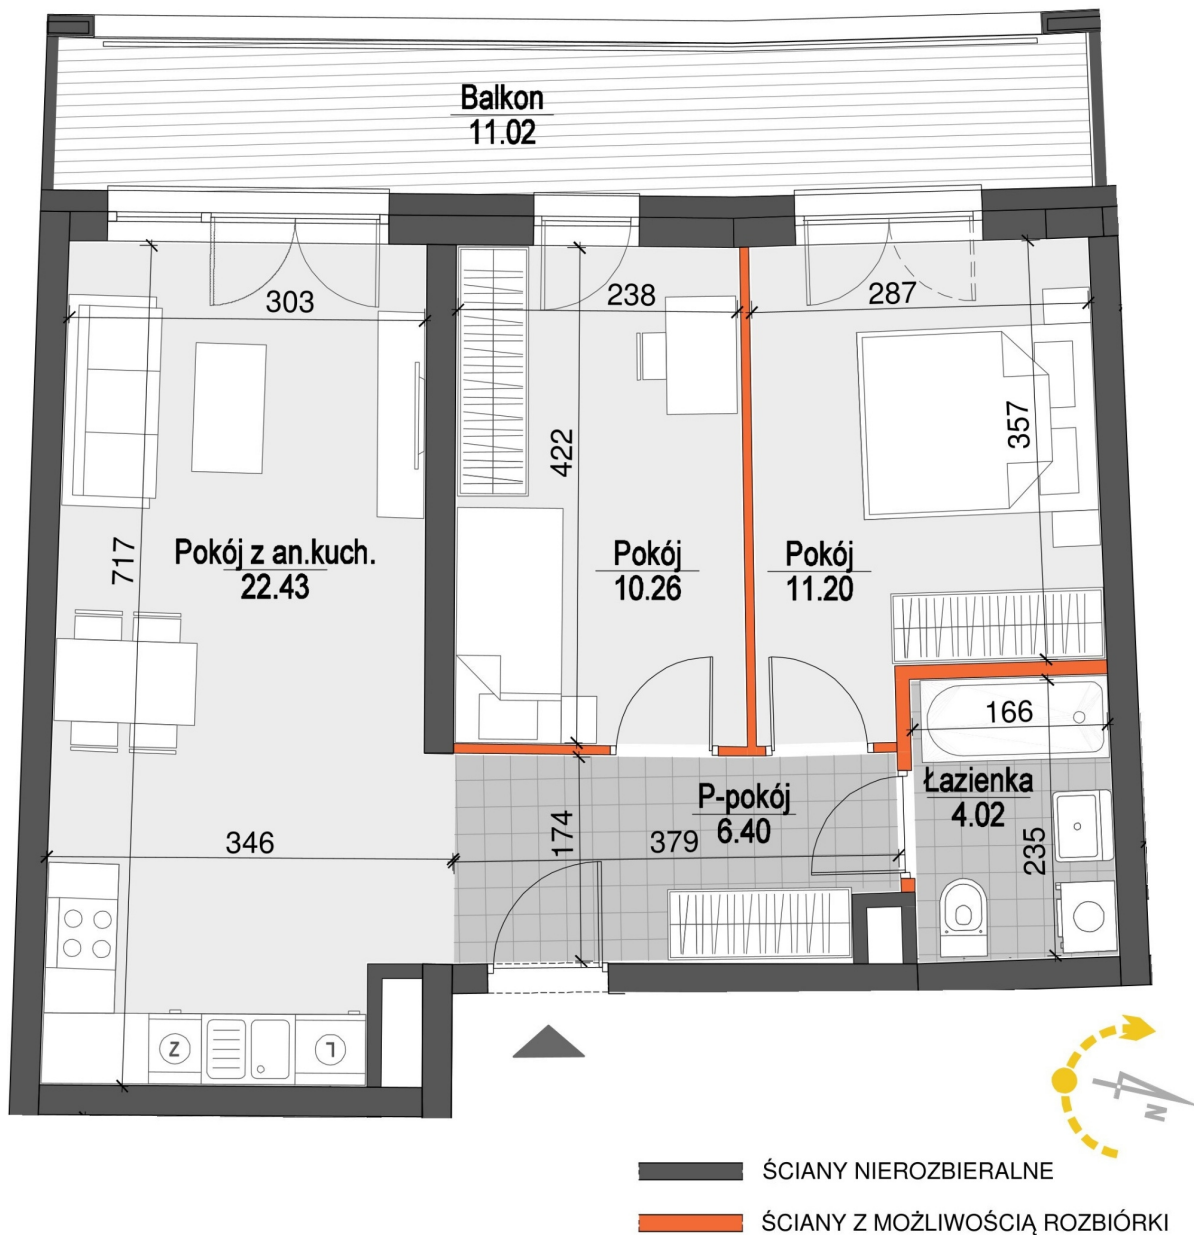 Balkon
11.02
303
238
287
717
422
357
Pokój z an.kuch.
22.43
Pokój
10.26
Pokój
11.20
166
Łazienka
4.02
P-pokój
6.40
346
174
379
235
Z
L
N
ŚCIANY NIEROZBIERALNE
ŚCIANY Z MOŻLIWOŚCIĄ ROZBIÓRKI